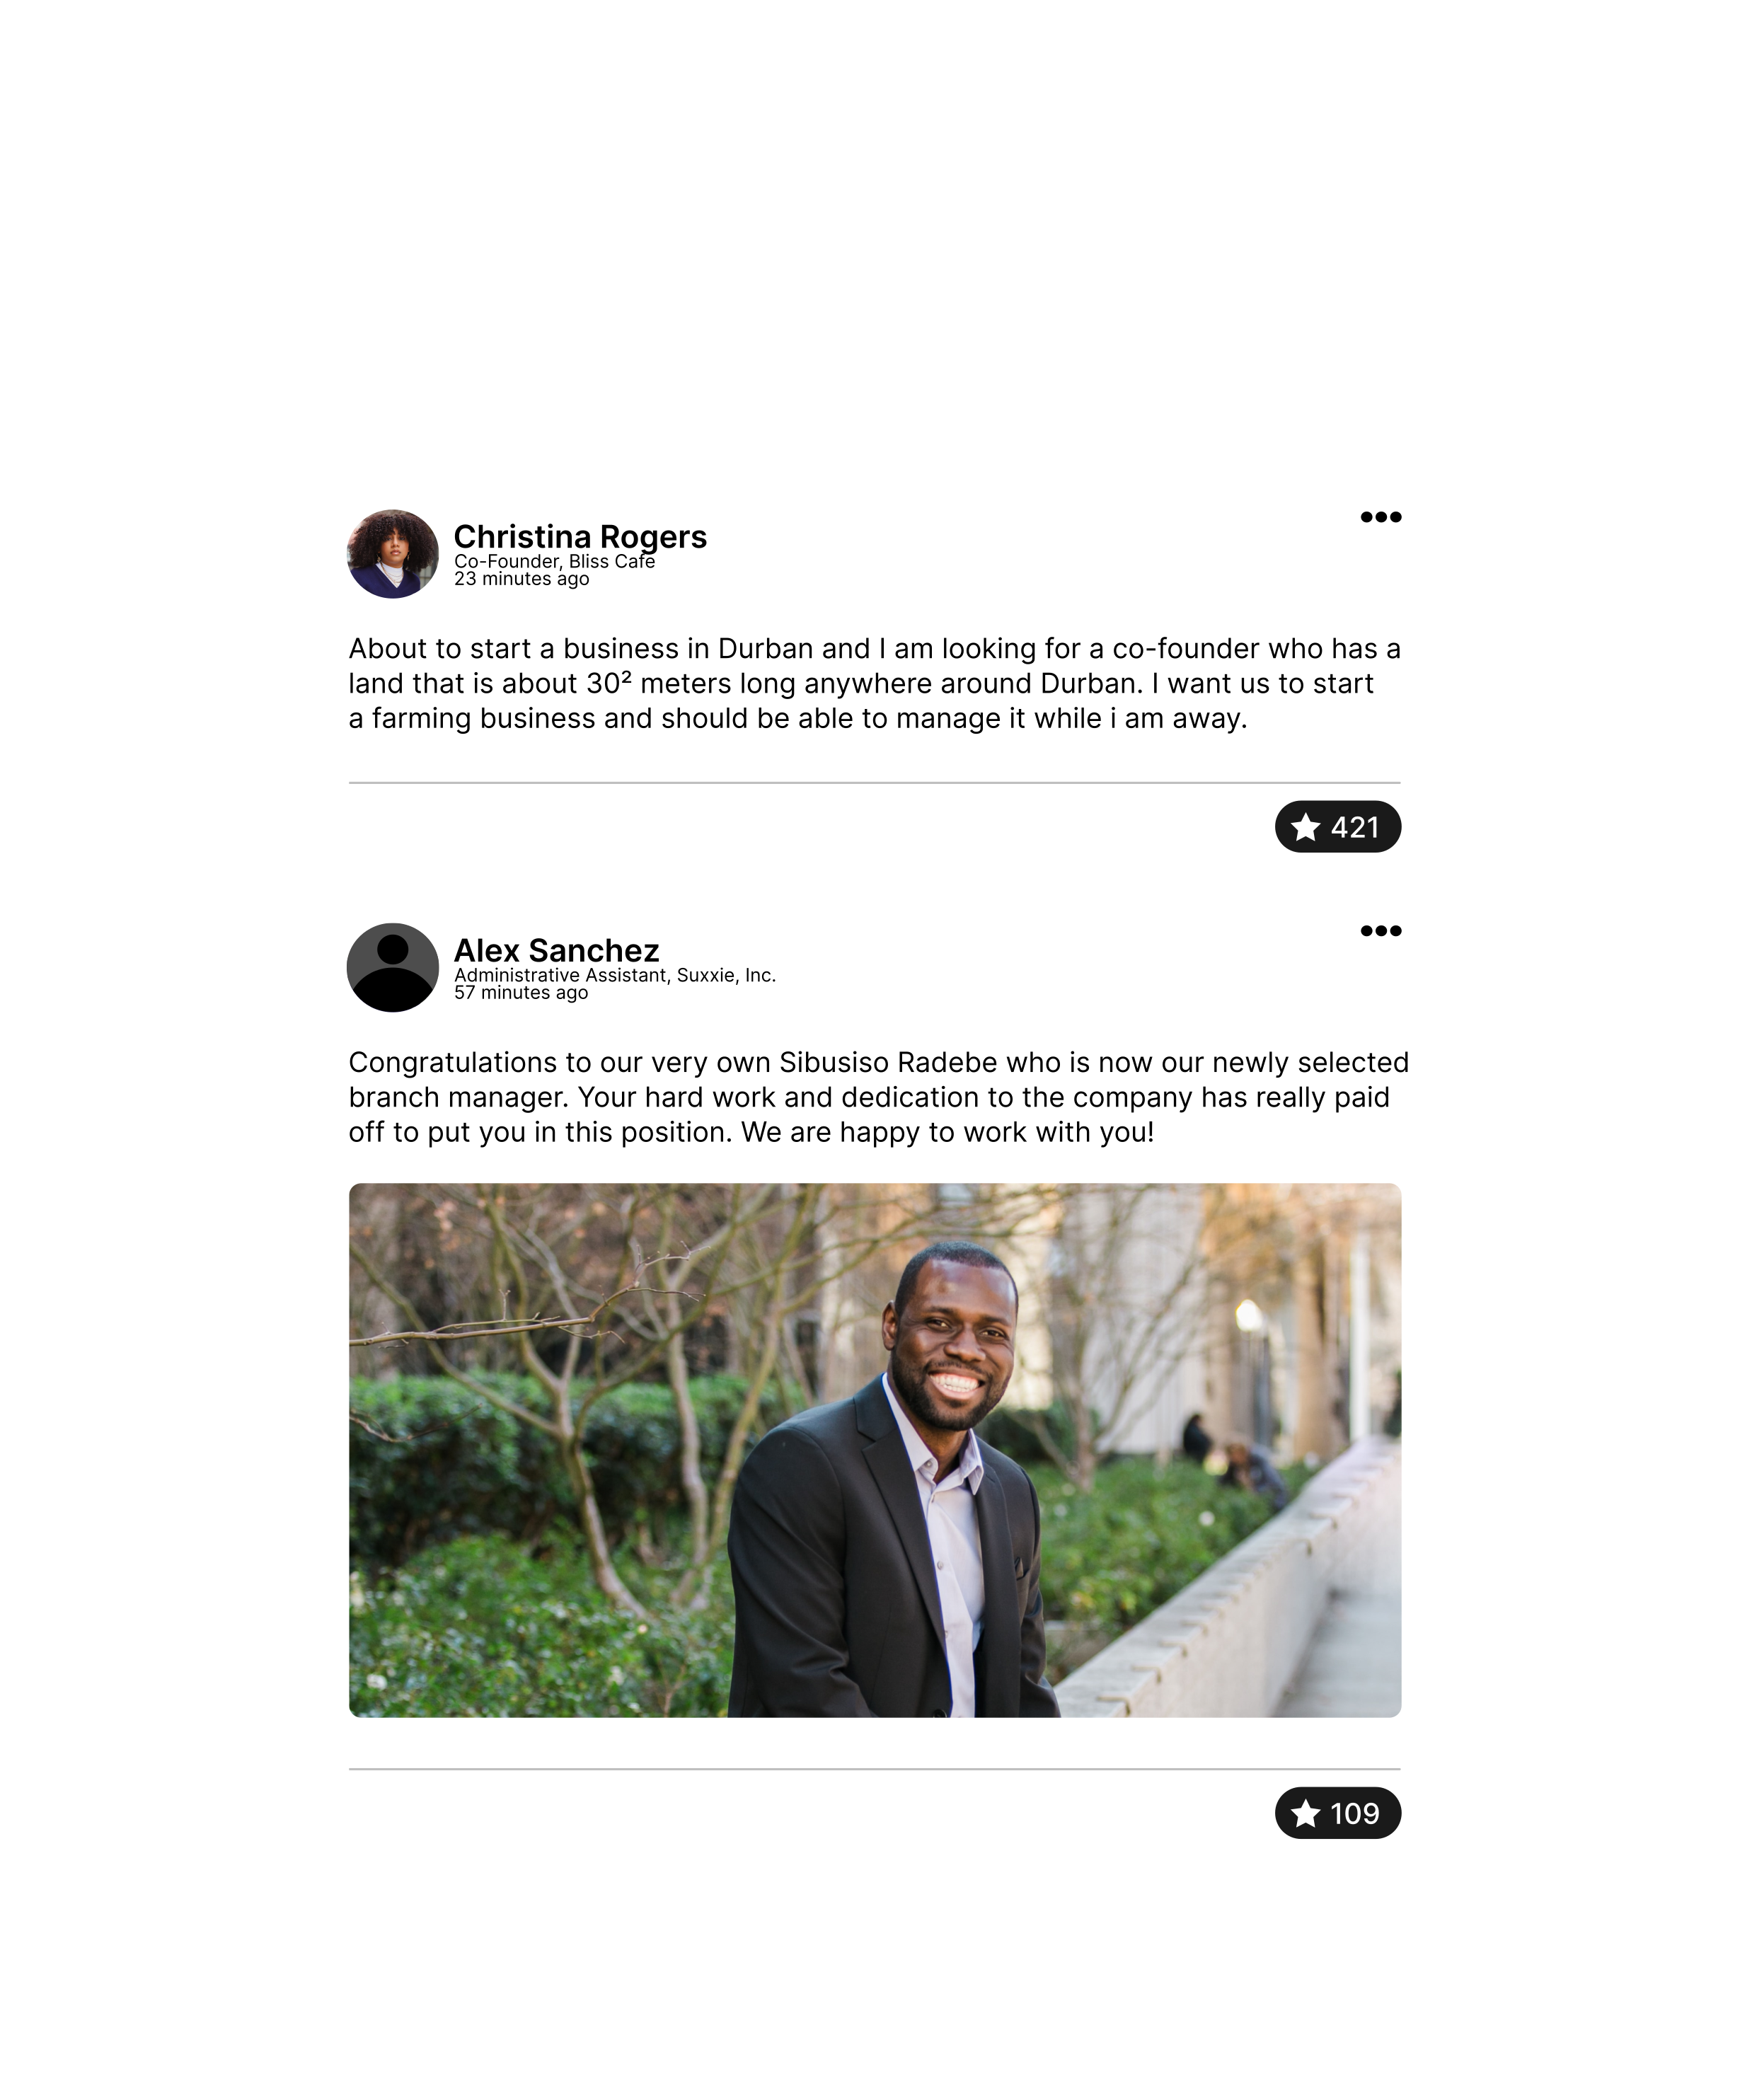 Christina Rogers
Co-Founder, Bliss Cafe
23 minutes ago
About to start a business in Durban and I am looking for a co-founder who has a
land that is about 30² meters long anywhere around Durban. I want us to start
a farming business and should be able to manage it while i am away.
421
Alex Sanchez
Administrative Assistant, Suxxie, Inc.
57 minutes ago
Congratulations to our very own Sibusiso Radebe who is now our newly selected
branch manager. Your hard work and dedication to the company has really paid
off to put you in this position. We are happy to work with you!
109